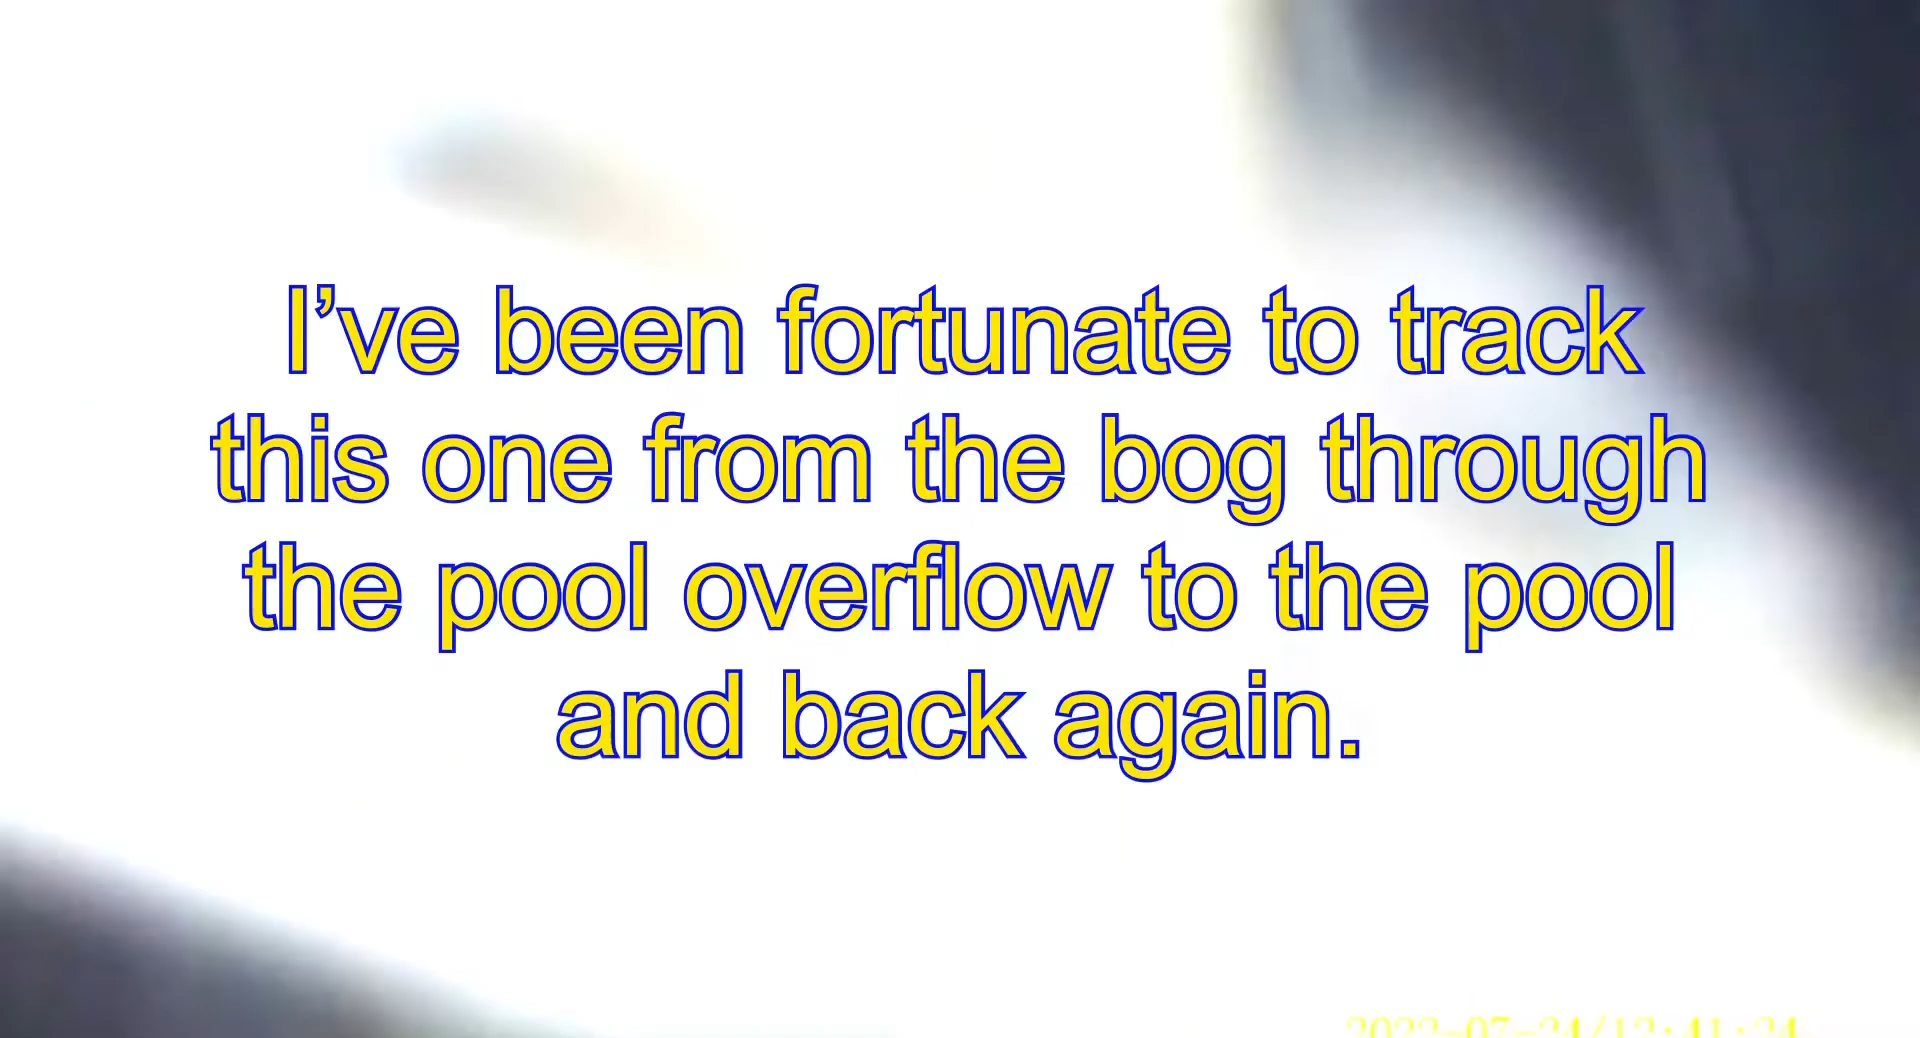 I’ve been fortunate to track
this one from the bog through
the pool overflow to the pool
and back again.